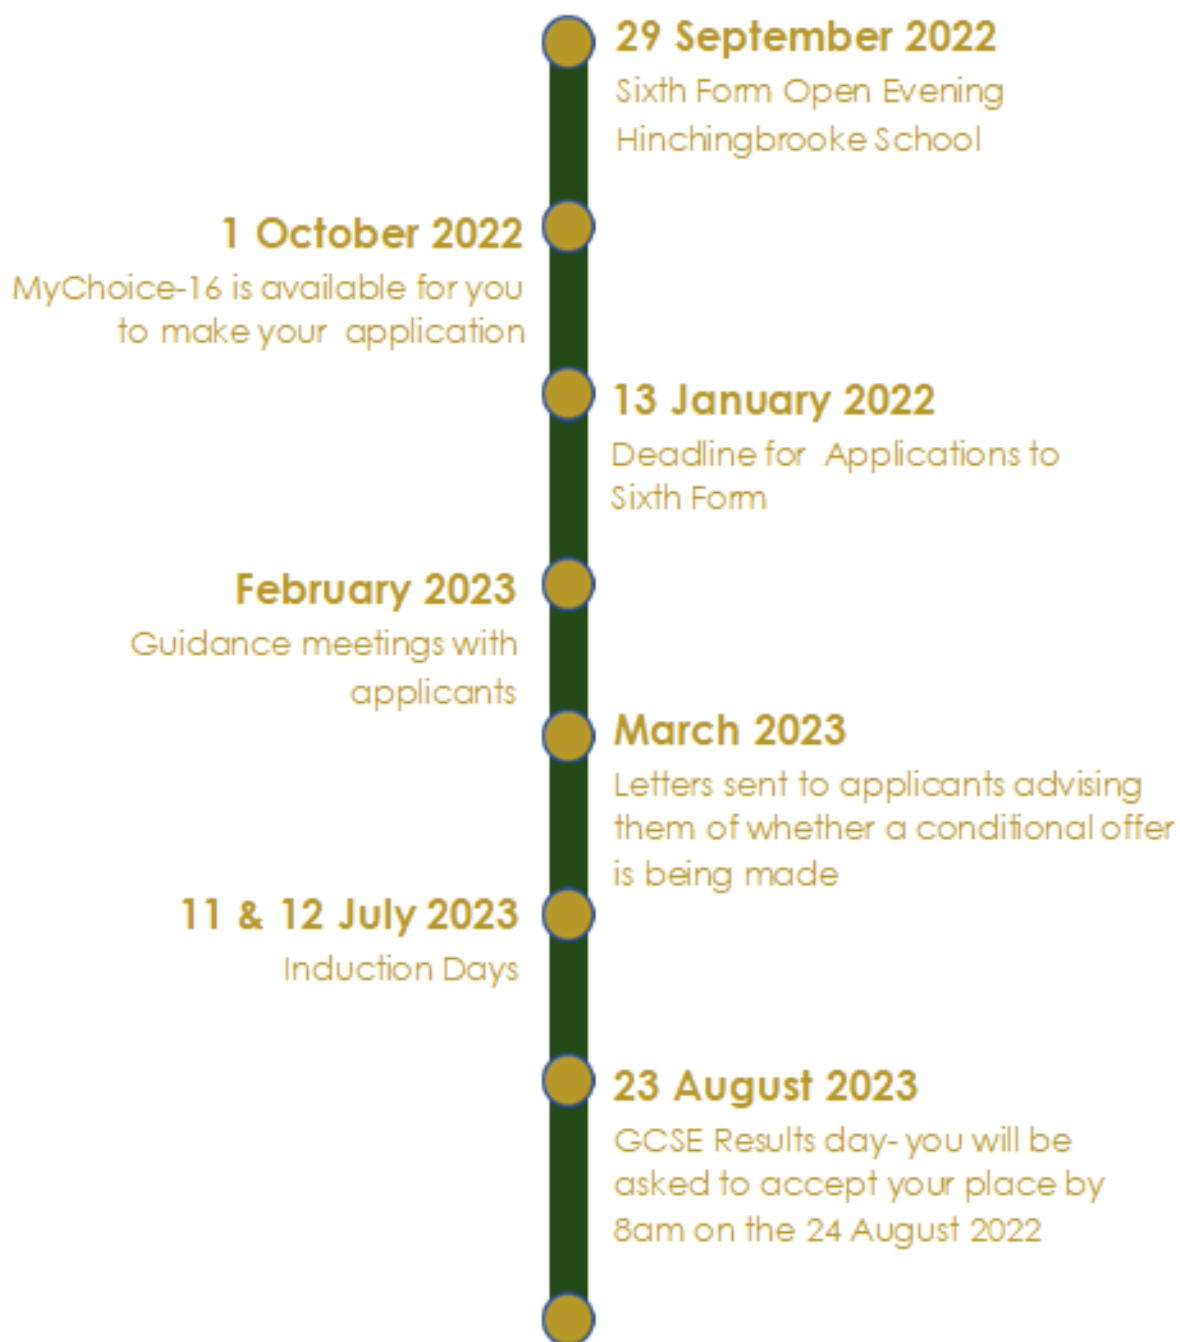 29 September 2022
Sixth Form Open Evening
Hinchingbrooke School
1 October 2022
MyChoice-16 is available for you
to make your application
13 January 2022
Deadline for Applications to
Sixth Form
February 2023
Guidance meetings with
applicants
March 2023
Letters sent to applicants advising
them of whether a conditional offer
is being made
11 & 12 July 2023
Induction Days
23 August 2023
GCSE Results day- you will be
asked to accept your place by
8am on the 24 August 2022